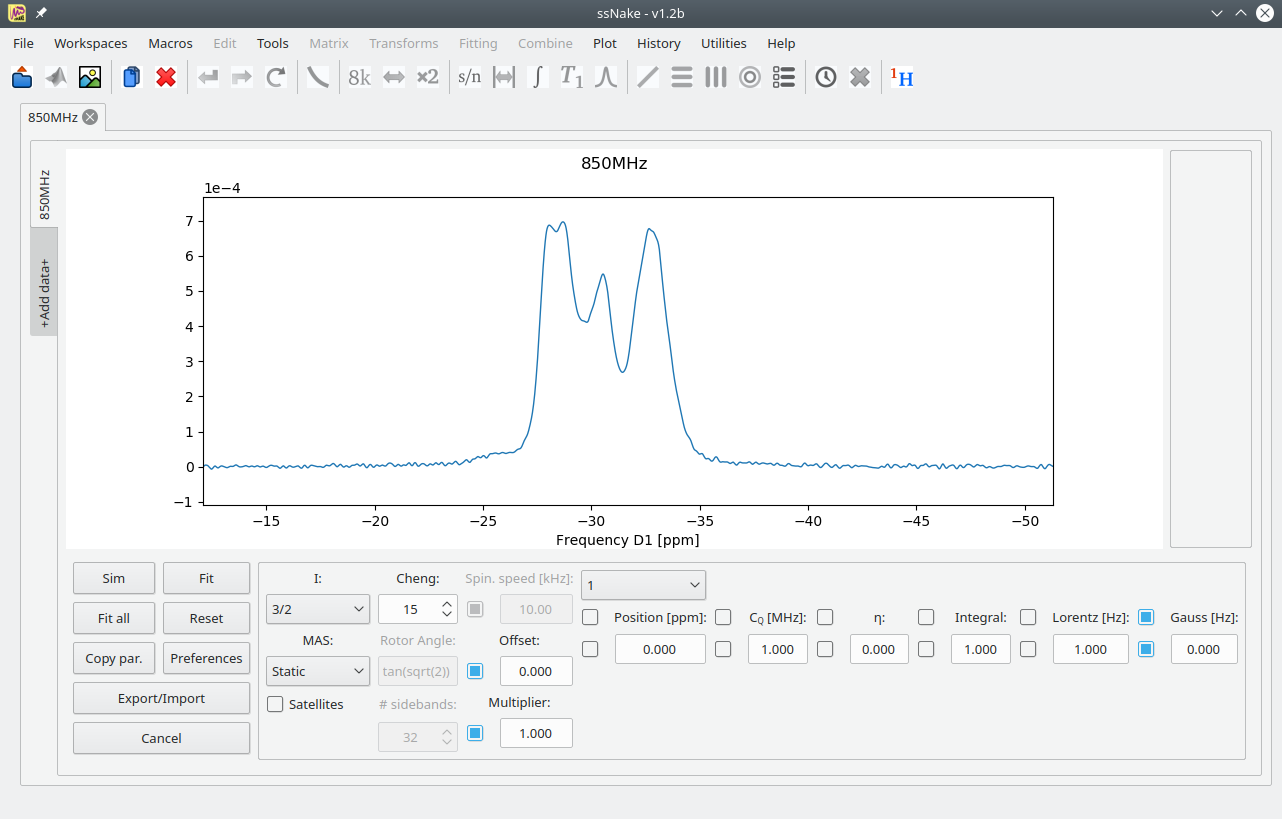 ssNake - v1.2b
File Workspaces Macros Edit Tools Matrix Transforms Fitting Combine Plot History Utilities Help
8k ×2 s/n ∫ T₁ ¹H
850MHz
850MHz
+Add data+
850MHz
1e−4
7
6
5
4
3
2
1
0
−1
−15 −20 −25 −30 −35 −40 −45 −50
Frequency D1 [ppm]
Sim Fit
Fit all Reset
Copy par. Preferences
Export/Import
Cancel
I: Cheng: Spin. speed [kHz]:
3/2 15 10.00
MAS: Rotor Angle: Offset:
Static tan(sqrt(2)) 0.000
Satellites # sidebands: Multiplier:
32 1.000
1
Position [ppm]: C_Q [MHz]: η: Integral: Lorentz [Hz]: Gauss [Hz]:
0.000 1.000 0.000 1.000 1.000 0.000